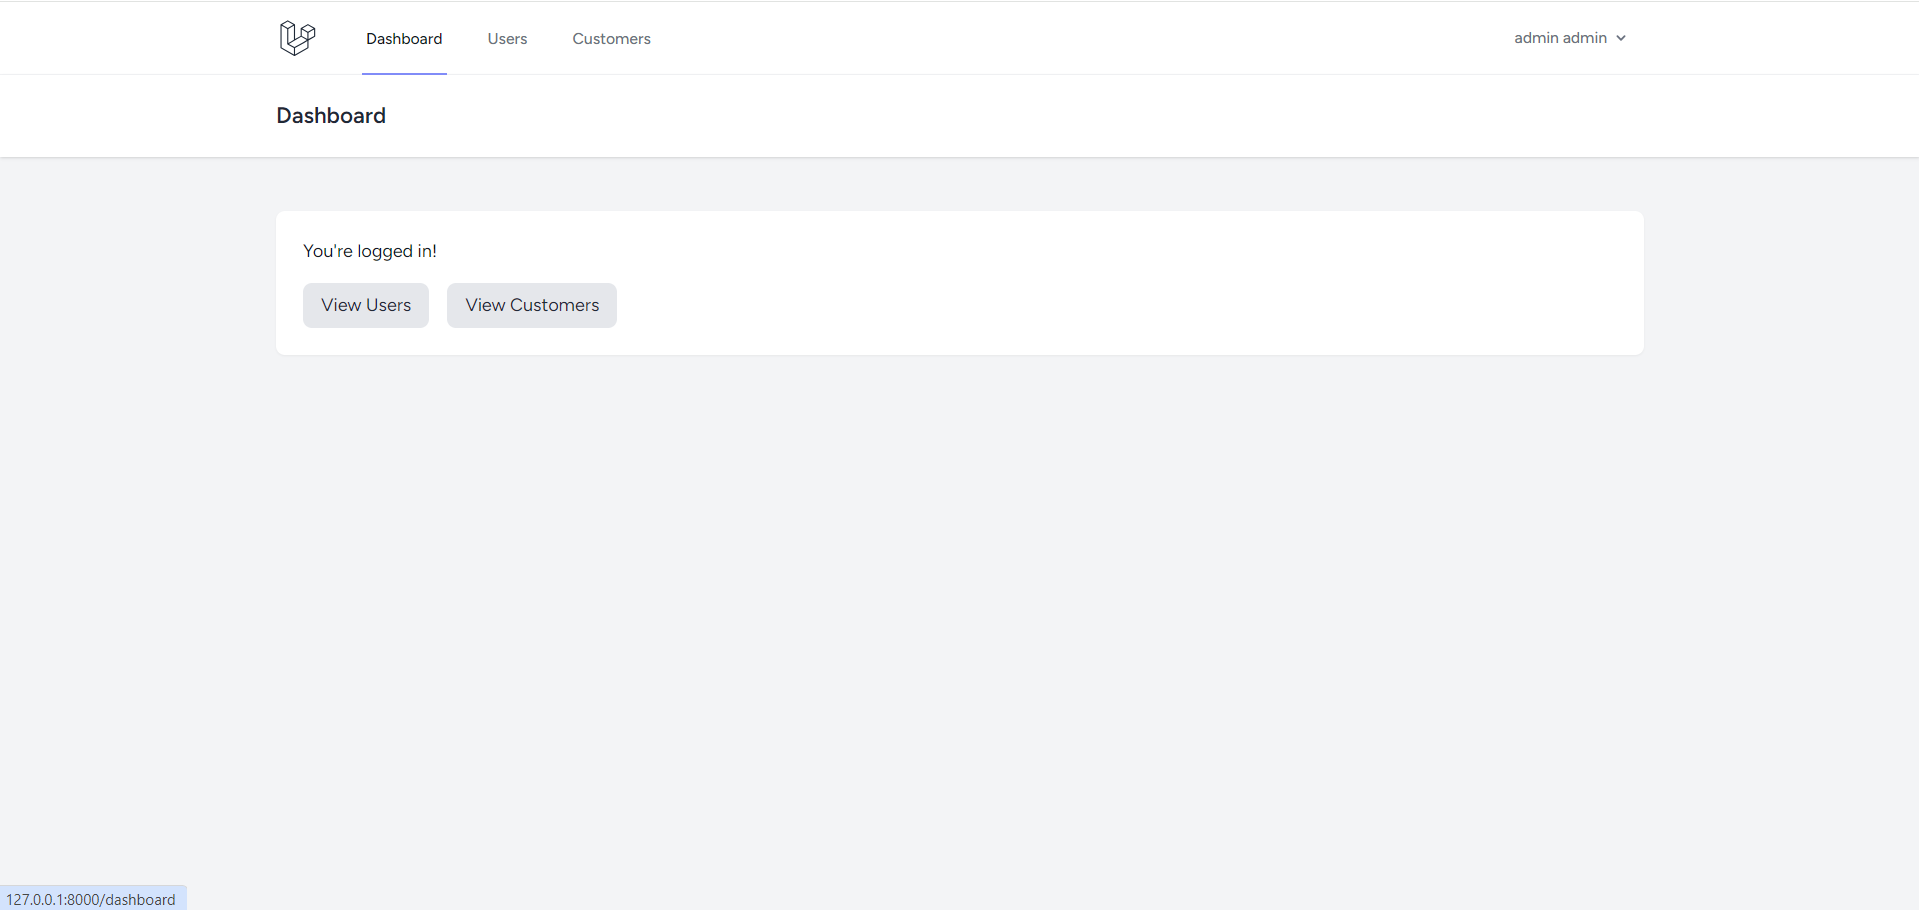 Dashboard Users Customers admin admin
Dashboard
You're logged in!
View Users View Customers
127.0.0.1:8000/dashboard